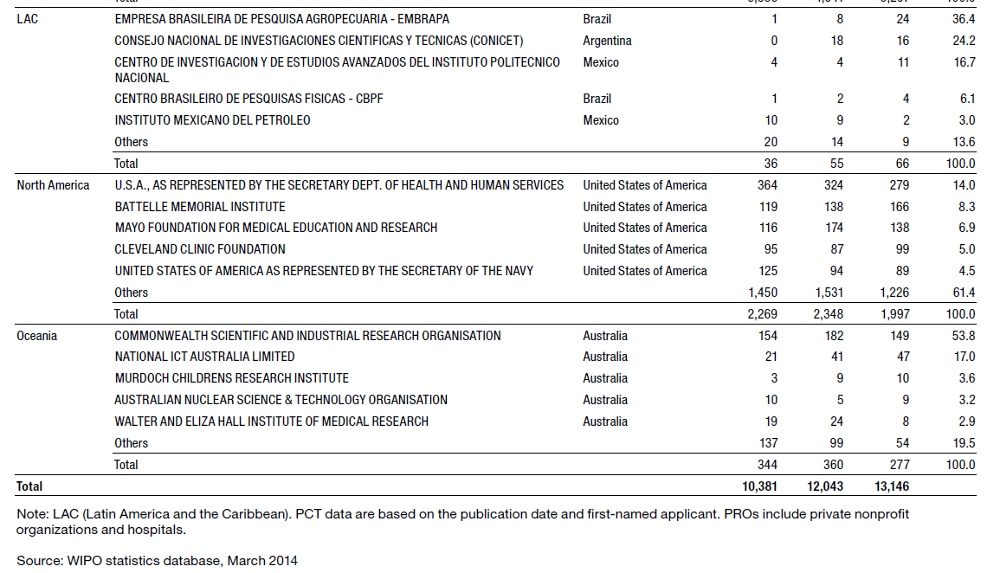 LAC EMPRESA BRASILEIRA DE PESQUISA AGROPECUARIA - EMBRAPA Brazil 1 8 24 36.4
CONSEJO NACIONAL DE INVESTIGACIONES CIENTIFICAS Y TECNICAS (CONICET) Argentina 0 18 16 24.2
CENTRO DE INVESTIGACION Y DE ESTUDIOS AVANZADOS DEL INSTITUTO POLITECNICO Mexico 4 4 11 16.7
NACIONAL
CENTRO BRASILEIRO DE PESQUISAS FISICAS - CBPF Brazil 1 2 4 6.1
INSTITUTO MEXICANO DEL PETROLEO Mexico 10 9 2 3.0
Others 20 14 9 13.6
Total 36 55 66 100.0
North America U.S.A., AS REPRESENTED BY THE SECRETARY DEPT. OF HEALTH AND HUMAN SERVICES United States of America 364 324 279 14.0
BATTELLE MEMORIAL INSTITUTE United States of America 119 138 166 8.3
MAYO FOUNDATION FOR MEDICAL EDUCATION AND RESEARCH United States of America 116 174 138 6.9
CLEVELAND CLINIC FOUNDATION United States of America 95 87 99 5.0
UNITED STATES OF AMERICA AS REPRESENTED BY THE SECRETARY OF THE NAVY United States of America 125 94 89 4.5
Others 1,450 1,531 1,226 61.4
Total 2,269 2,348 1,997 100.0
Oceania COMMONWEALTH SCIENTIFIC AND INDUSTRIAL RESEARCH ORGANISATION Australia 154 182 149 53.8
NATIONAL ICT AUSTRALIA LIMITED Australia 21 41 47 17.0
MURDOCH CHILDRENS RESEARCH INSTITUTE Australia 3 9 10 3.6
AUSTRALIAN NUCLEAR SCIENCE & TECHNOLOGY ORGANISATION Australia 10 5 9 3.2
WALTER AND ELIZA HALL INSTITUTE OF MEDICAL RESEARCH Australia 19 24 8 2.9
Others 137 99 54 19.5
Total 344 360 277 100.0
Total 10,381 12,043 13,146
Note: LAC (Latin America and the Caribbean). PCT data are based on the publication date and first-named applicant. PROs include private nonprofit
organizations and hospitals.
Source: WIPO statistics database, March 2014